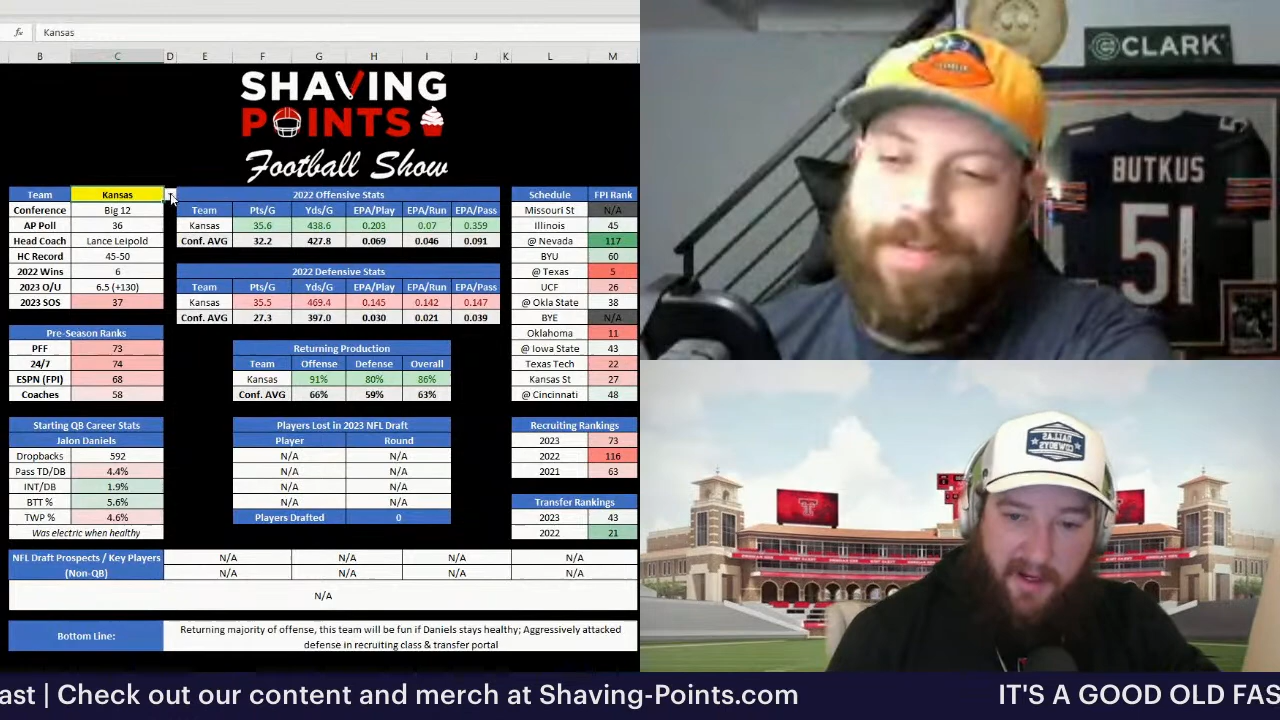 fx Kansas
B C D E F G H I J K L M
SHAVING
POINTS
Football Show
Team Kansas
Conference Big 12
AP Poll 36
Head Coach Lance Leipold
HC Record 45-50
2022 Wins 6
2023 O/U 6.5 (+130)
2023 SOS 37
Pre-Season Ranks
PFF 73
24/7 74
ESPN (FPI) 68
Coaches 58
Starting QB Career Stats
Jalon Daniels
Dropbacks 592
Pass TD/DB 4.4%
INT/DB 1.9%
BTT % 5.6%
TWP % 4.6%
Was electric when healthy
2022 Offensive Stats
Team Pts/G Yds/G EPA/Play EPA/Run EPA/Pass
Kansas 35.6 438.6 0.203 0.07 0.359
Conf. AVG 32.2 427.8 0.069 0.046 0.091
2022 Defensive Stats
Team Pts/G Yds/G EPA/Play EPA/Run EPA/Pass
Kansas 35.5 469.4 0.145 0.142 0.147
Conf. AVG 27.3 397.0 0.030 0.021 0.039
Returning Production
Team Offense Defense Overall
Kansas 91% 80% 86%
Conf. AVG 66% 59% 63%
Players Lost in 2023 NFL Draft
Player Round
N/A N/A
N/A N/A
N/A N/A
N/A N/A
Players Drafted 0
Schedule FPI Rank
Missouri St N/A
Illinois 45
@ Nevada 117
BYU 60
@ Texas 5
UCF 26
@ Okla State 38
BYE N/A
Oklahoma 11
@ Iowa State 43
Texas Tech 22
Kansas St 27
@ Cincinnati 48
Recruiting Rankings
2023 73
2022 116
2021 63
Transfer Rankings
2023 43
2022 21
NFL Draft Prospects / Key Players
(Non-QB)
N/A N/A N/A N/A
N/A N/A N/A N/A
N/A
Bottom Line:
Returning majority of offense, this team will be fun if Daniels stays healthy; Aggressively attacked
defense in recruiting class & transfer portal
CLARK
BUTKUS
51
51
DALLAS
COWBOYS
ast | Check out our content and merch at Shaving-Points.com IT'S A GOOD OLD FAS